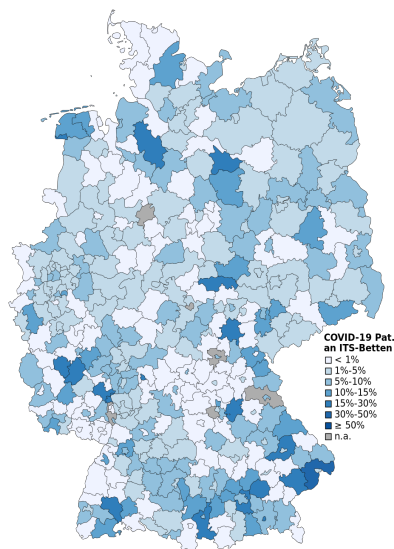 COVID-19 Pat.
an ITS-Betten
< 1%
1%-5%
5%-10%
10%-15%
15%-30%
30%-50%
≥ 50%
n.a.